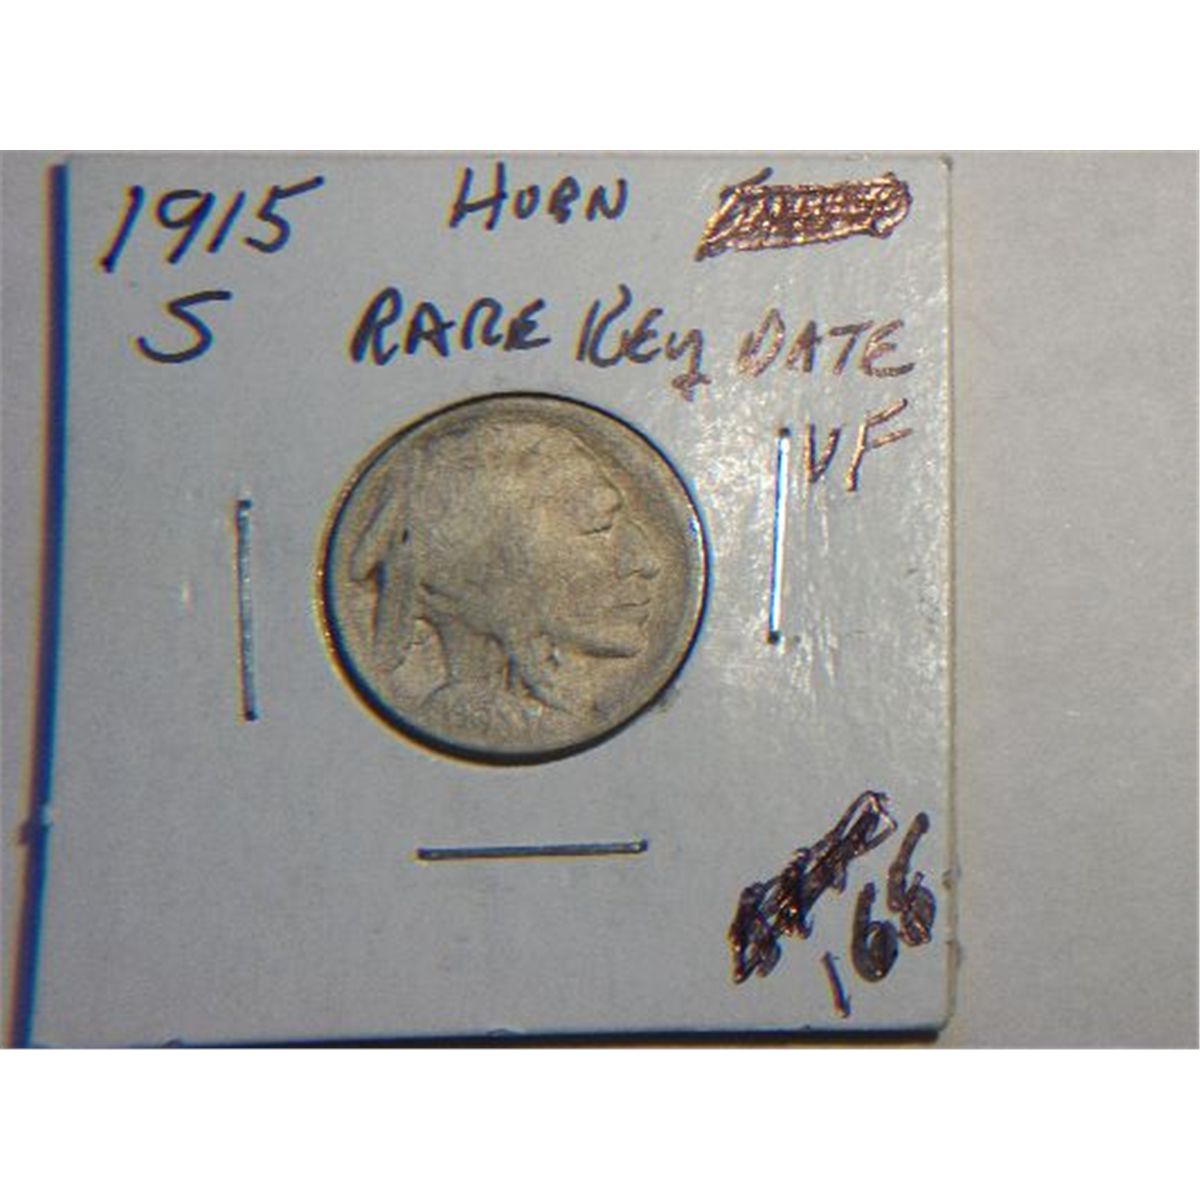 1915 HORN
S RARE KEY DATE
VF
166